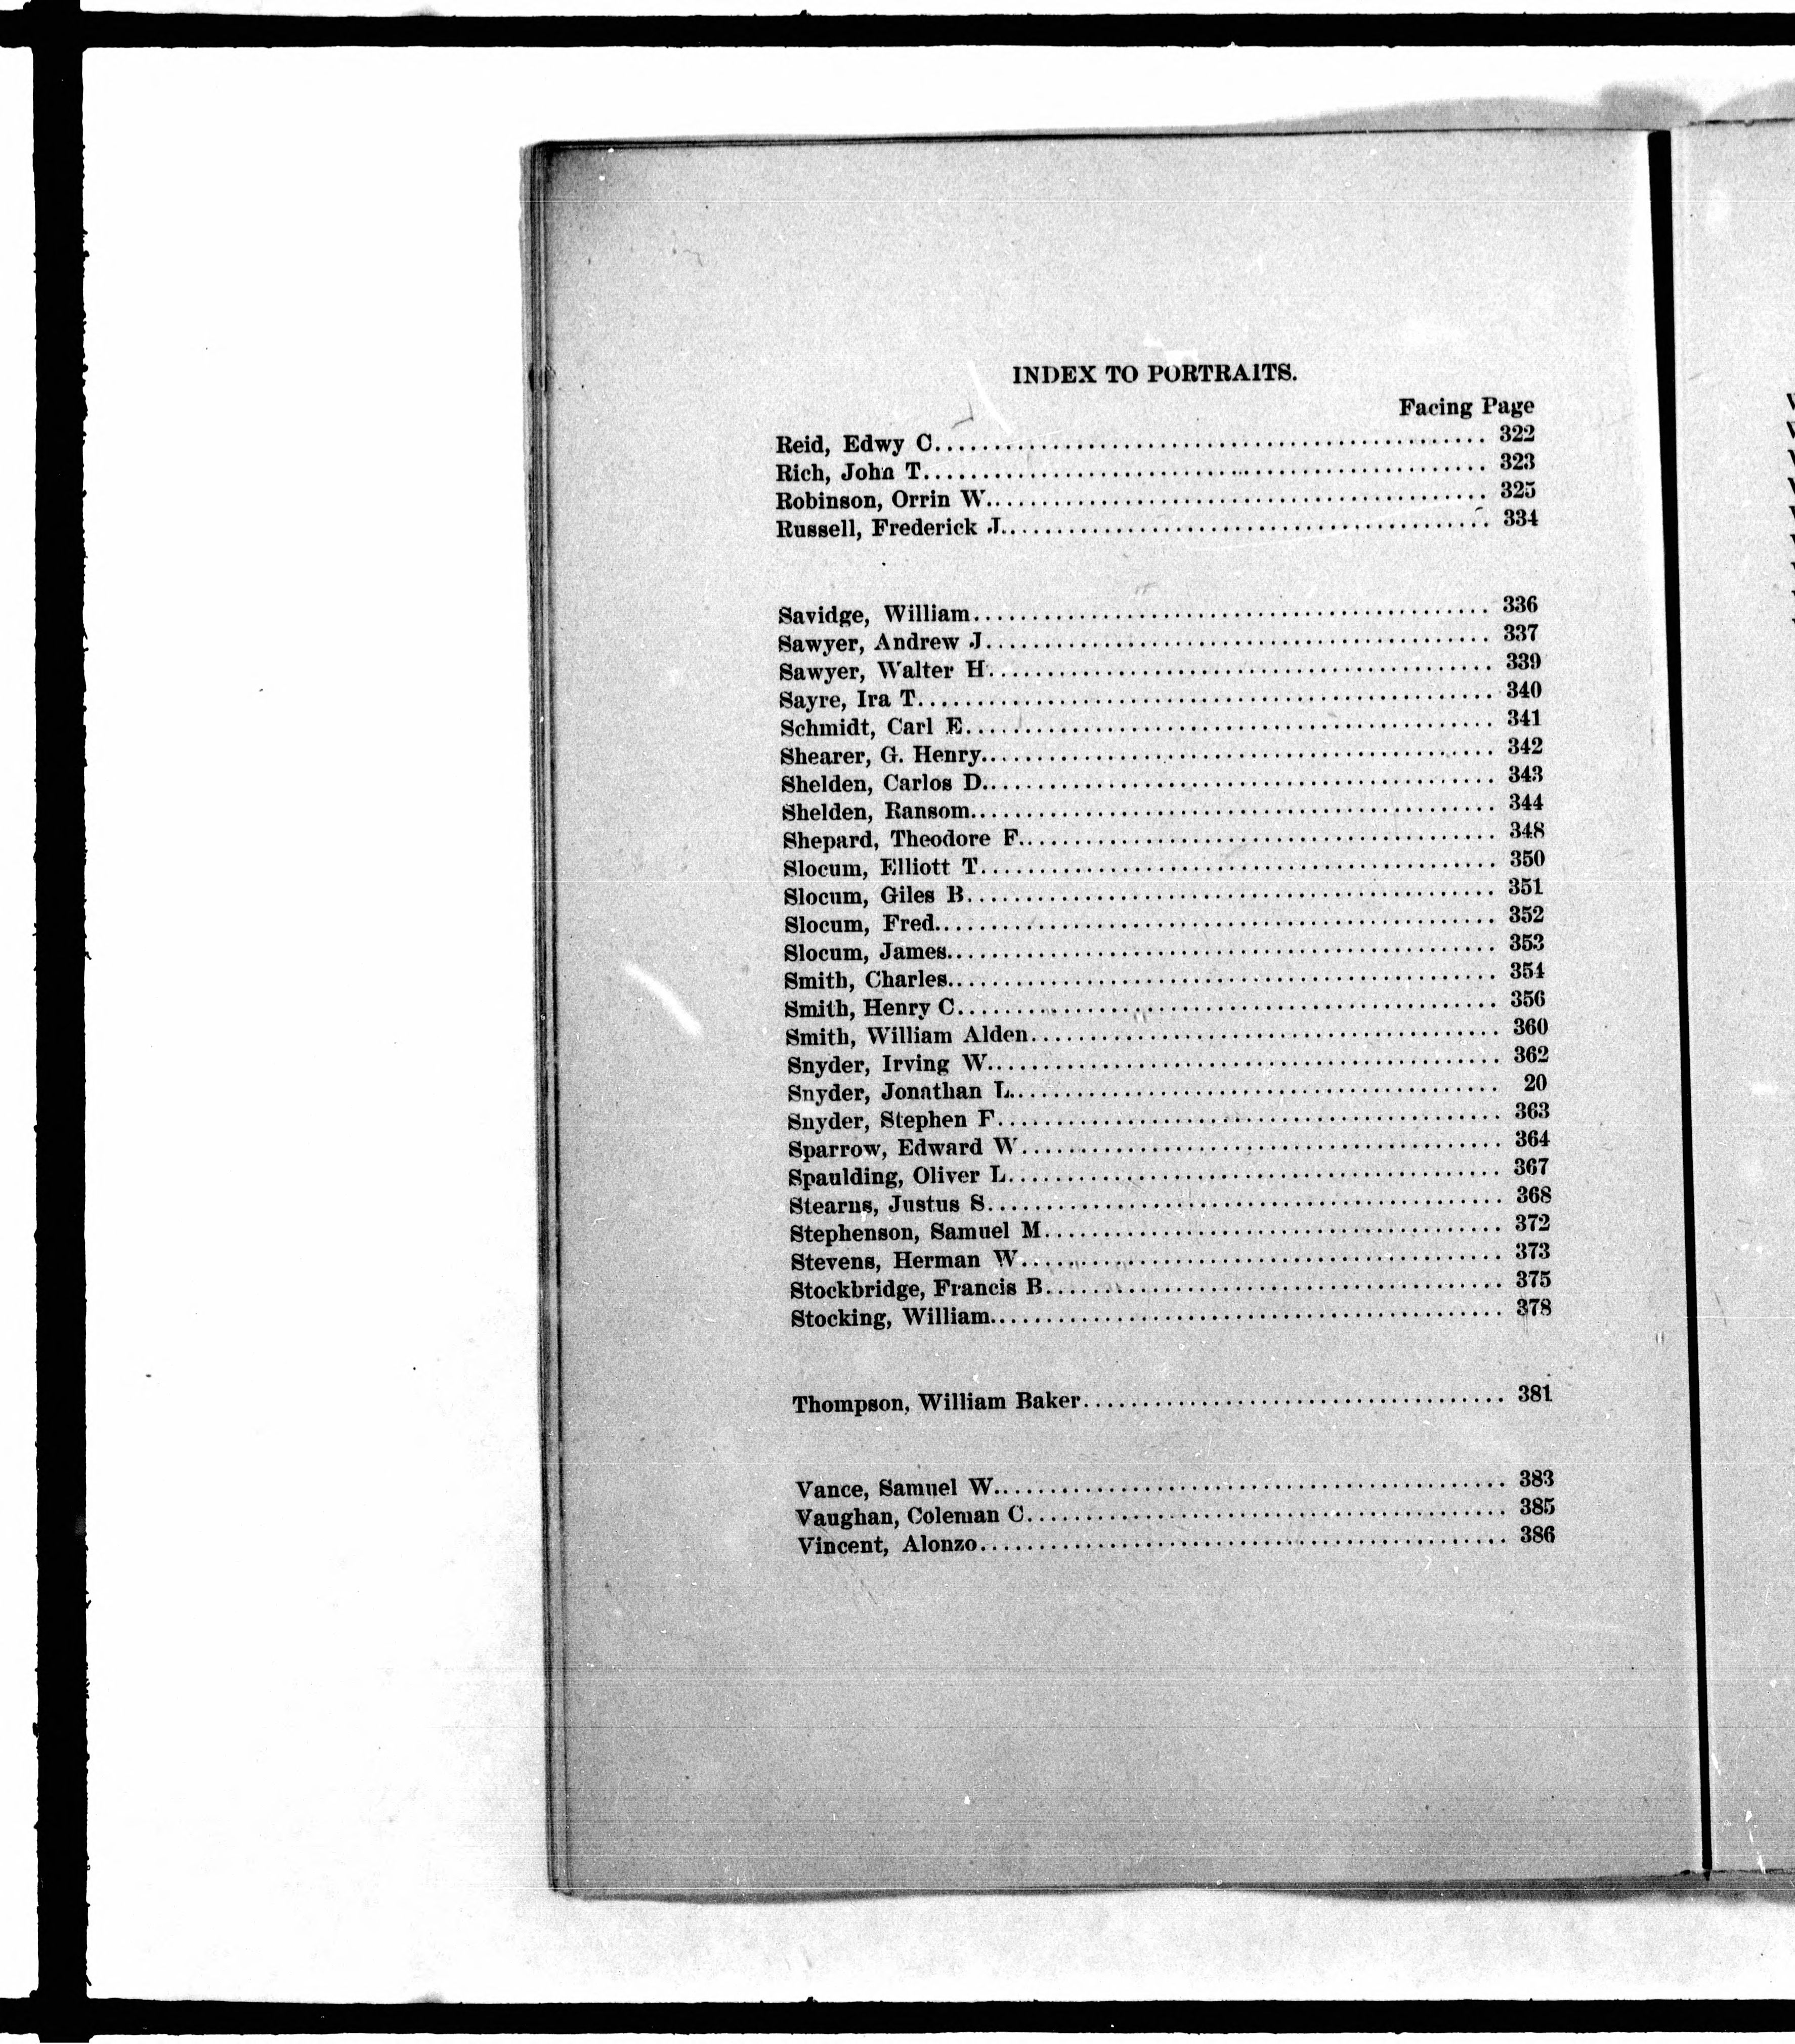 INDEX TO PORTRAITS.
Facing Page
Reid, Edwy C. 322
Rich, John T. 323
Robinson, Orrin W. 325
Russell, Frederick J. 334
Savidge, William 336
Sawyer, Andrew J. 337
Sawyer, Walter H. 339
Sayre, Ira T. 340
Schmidt, Carl E. 341
Shearer, G. Henry 342
Shelden, Carlos D. 343
Shelden, Ransom 344
Shepard, Theodore F. 348
Slocum, Elliott T. 350
Slocum, Giles B. 351
Slocum, Fred 352
Slocum, James 353
Smith, Charles 354
Smith, Henry C. 356
Smith, William Alden 360
Snyder, Irving W. 362
Snyder, Jonathan L. 20
Snyder, Stephen F. 363
Sparrow, Edward W. 364
Spaulding, Oliver L. 367
Stearns, Justus S. 368
Stephenson, Samuel M. 372
Stevens, Herman W. 373
Stockbridge, Francis B. 375
Stocking, William 378
Thompson, William Baker 381
Vance, Samuel W. 383
Vaughan, Coleman C. 385
Vincent, Alonzo 386